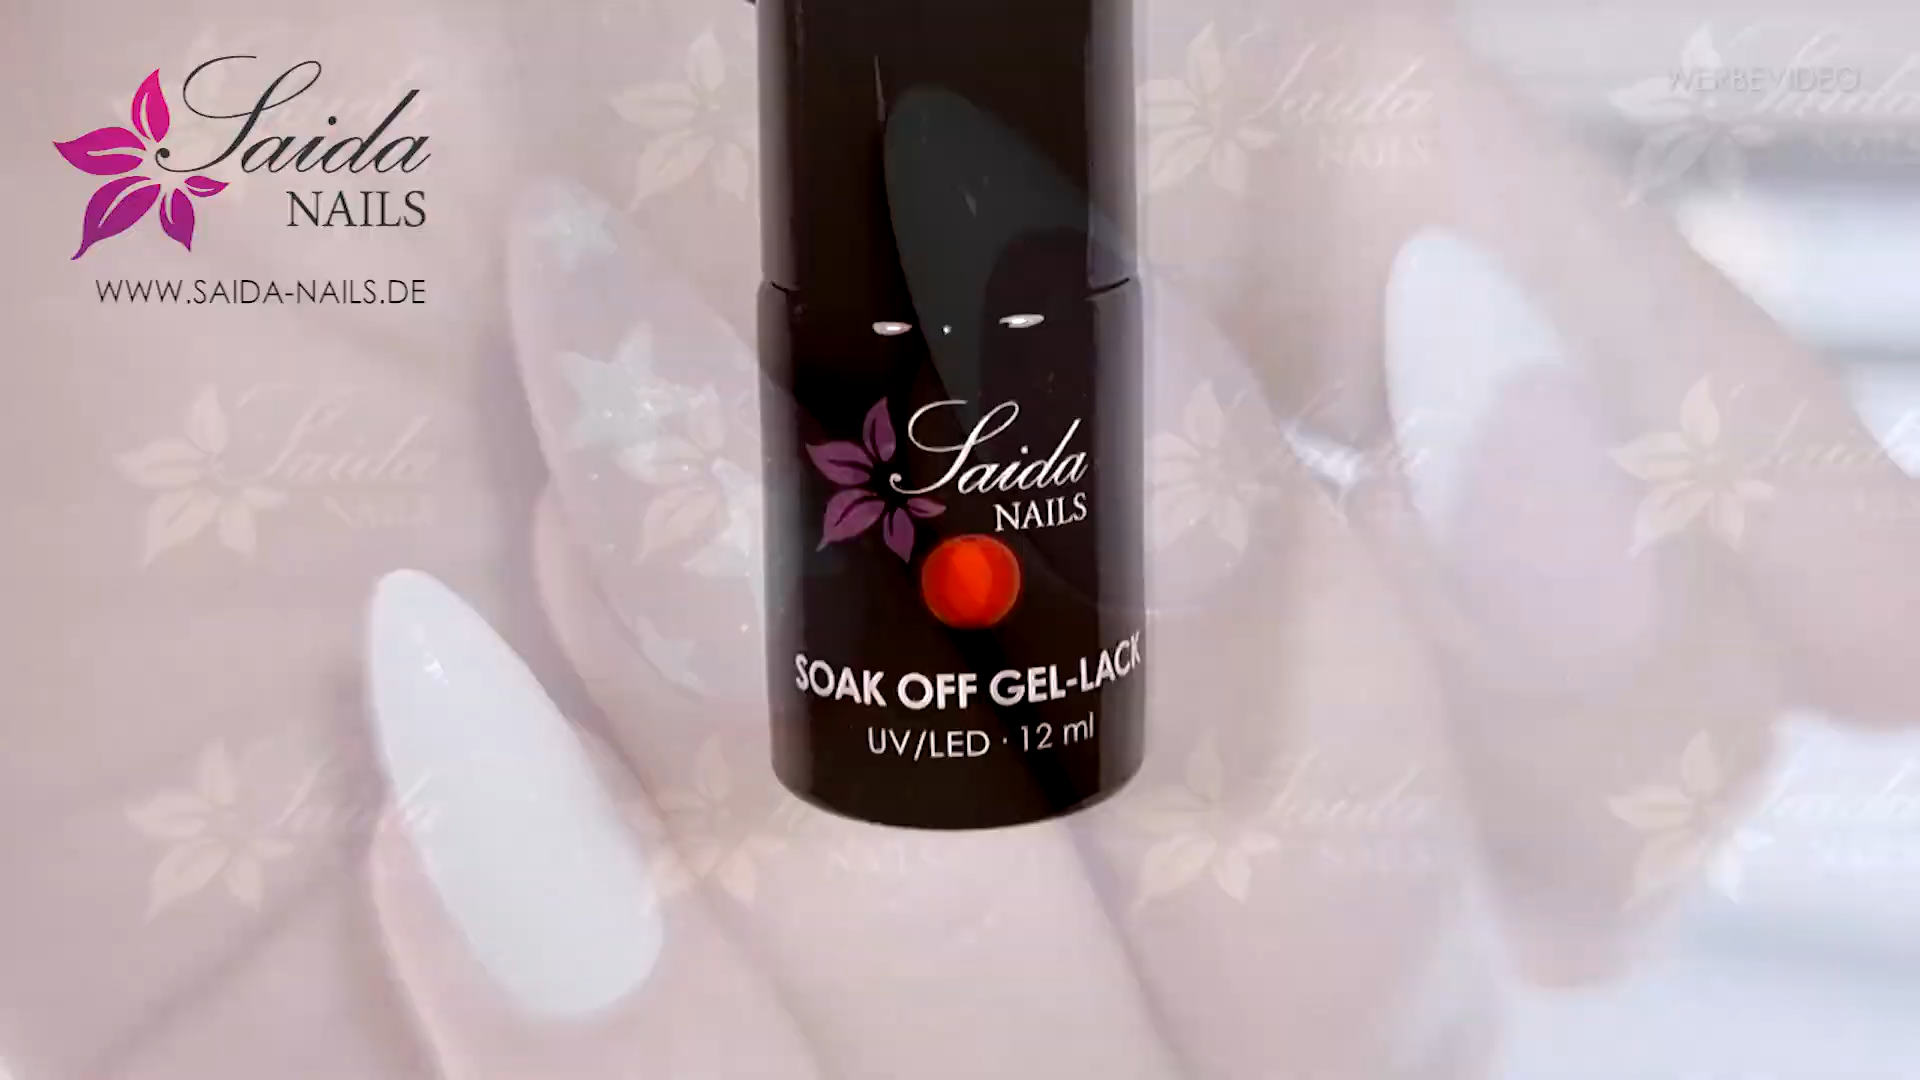 Saida
NAILS
WWW.SAIDA-NAILS.DE
WERBEVIDEO
Saida
NAILS
SOAK OFF GEL-LACK
UV/LED · 12 ml